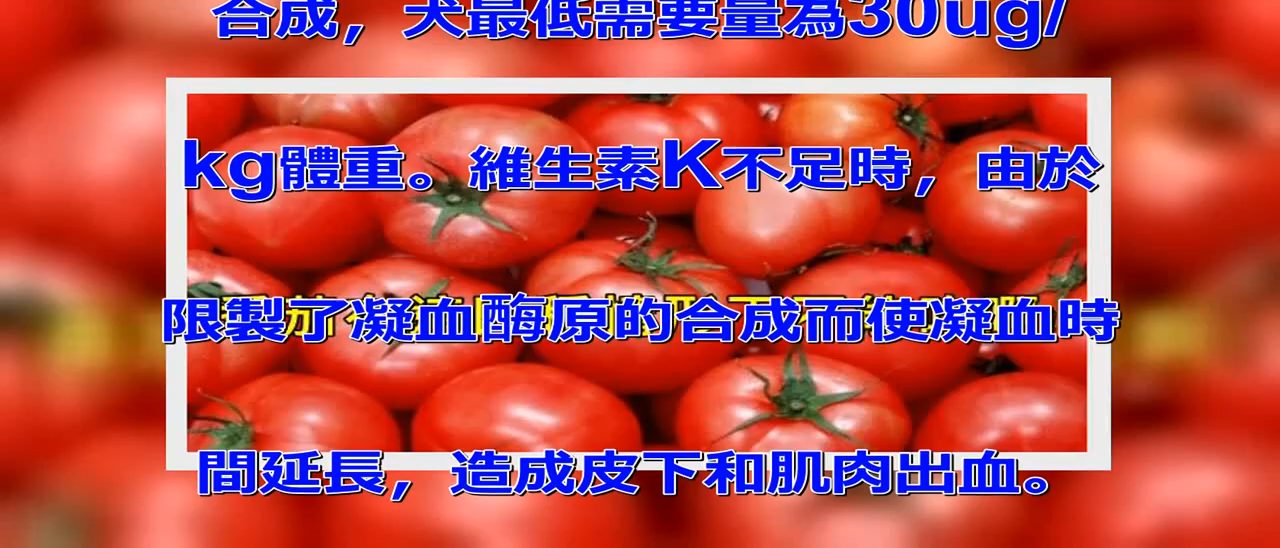 合成，犬最低需要量為30ug/
kg體重。維生素K不足時，由於
限製了凝血酶原的合成而使凝血時
間延長，造成皮下和肌肉出血。